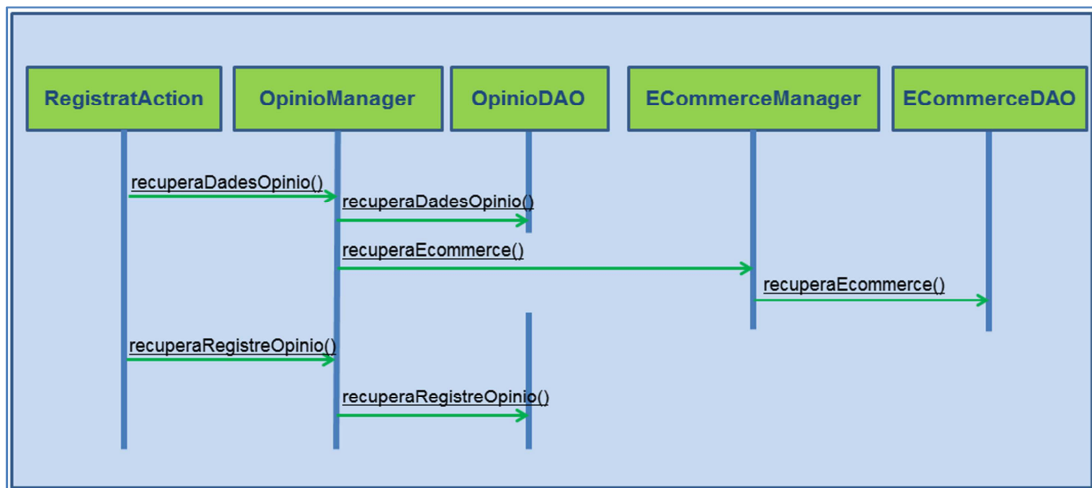 RegistratAction
OpinioManager
OpinioDAO
ECommerceManager
ECommerceDAO
recuperaDadesOpinio()
recuperaDadesOpinio()
recuperaEcommerce()
recuperaEcommerce()
recuperaRegistreOpinio()
recuperaRegistreOpinio()